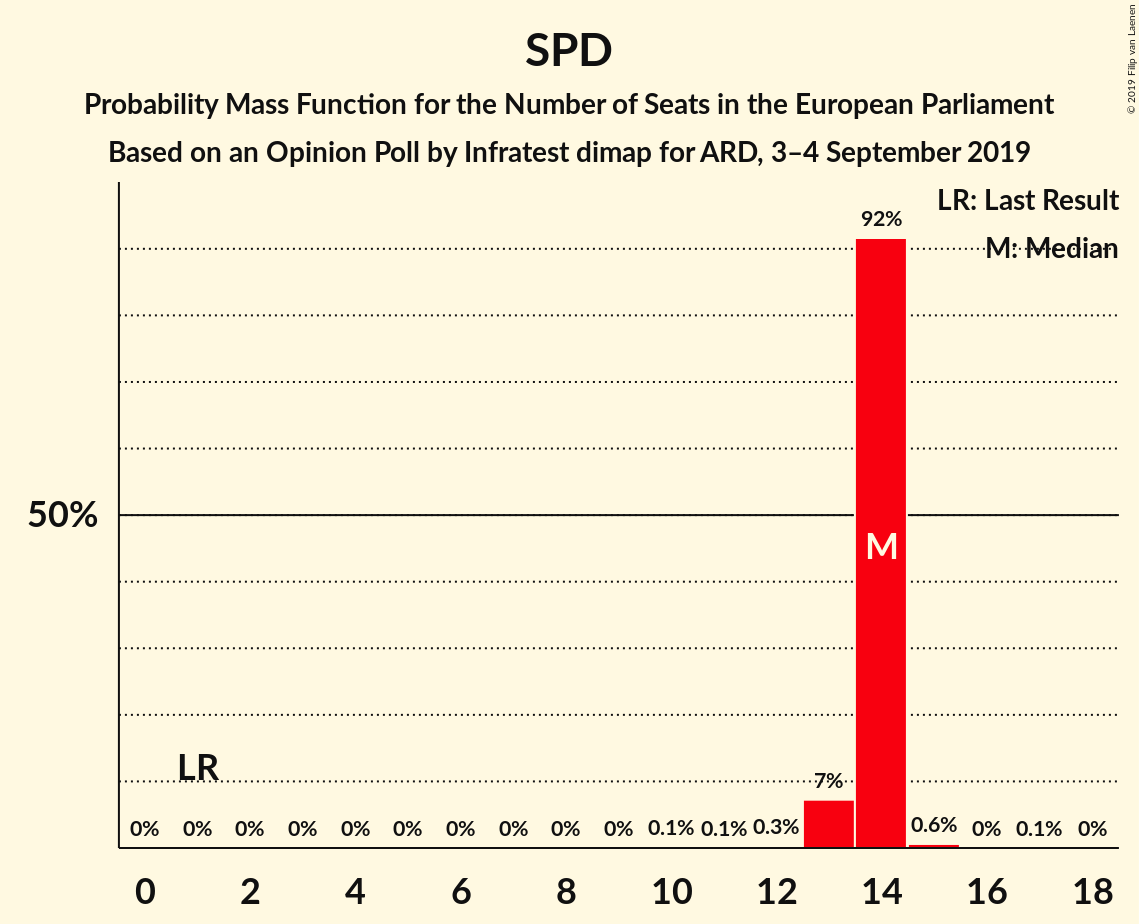 SPD
Probability Mass Function for the Number of Seats in the European Parliament
Based on an Opinion Poll by Infratest dimap for ARD, 3–4 September 2019
© 2019 Filip van Laenen
LR: Last Result
M: Median
92%
50%
M
LR
7%
0% 0% 0% 0% 0% 0% 0% 0% 0% 0% 0.1% 0.1% 0.3% 0.6% 0% 0.1% 0%
0 2 4 6 8 10 12 14 16 18